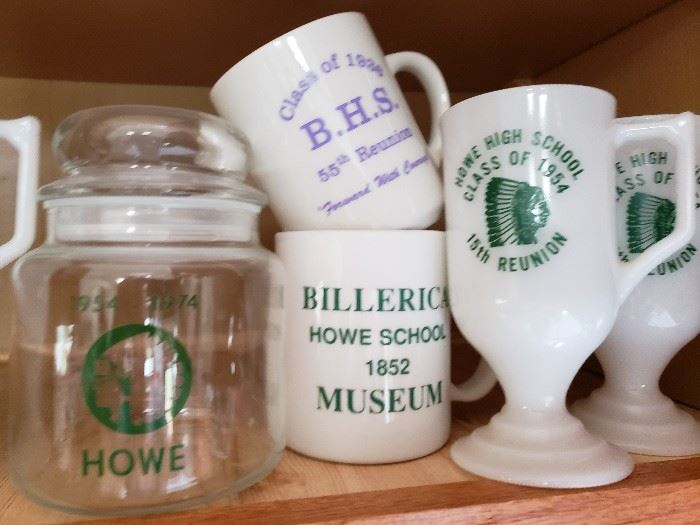 1954 - 1974
HOWE
Class of 1934
B.H.S.
55th Reunion
"Forward With
BILLERICA
HOWE SCHOOL
1852
MUSEUM
HOWE HIGH SCHOOL
CLASS OF 1954
15th REUNION
HIGH
CLASS OF
REUNION